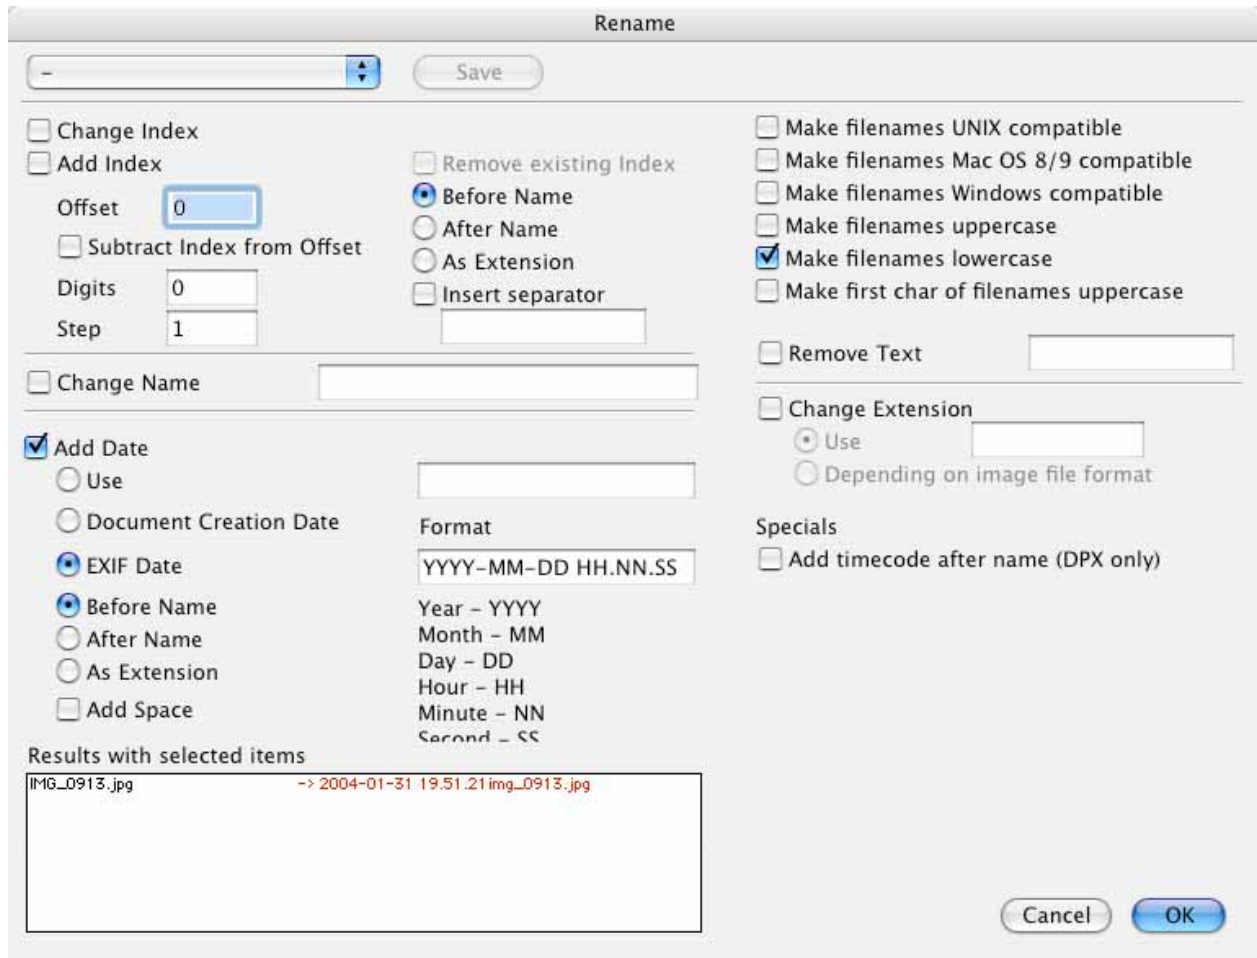 Rename
–
Save
Change Index
Add Index
Remove existing Index
Offset 0
Before Name
Subtract Index from Offset
After Name
As Extension
Digits 0
Insert separator
Step 1
Change Name
Make filenames UNIX compatible
Make filenames Mac OS 8/9 compatible
Make filenames Windows compatible
Make filenames uppercase
Make filenames lowercase
Make first char of filenames uppercase
Remove Text
Change Extension
Use
Depending on image file format
Specials
Add timecode after name (DPX only)
Add Date
Use
Document Creation Date
Format
EXIF Date
YYYY-MM-DD HH.NN.SS
Before Name
After Name
As Extension
Add Space
Year – YYYY
Month – MM
Day – DD
Hour – HH
Minute – NN
Second – SS
Results with selected items
IMG_0913.jpg -> 2004-01-31 19.51.21img_0913.jpg
Cancel
OK